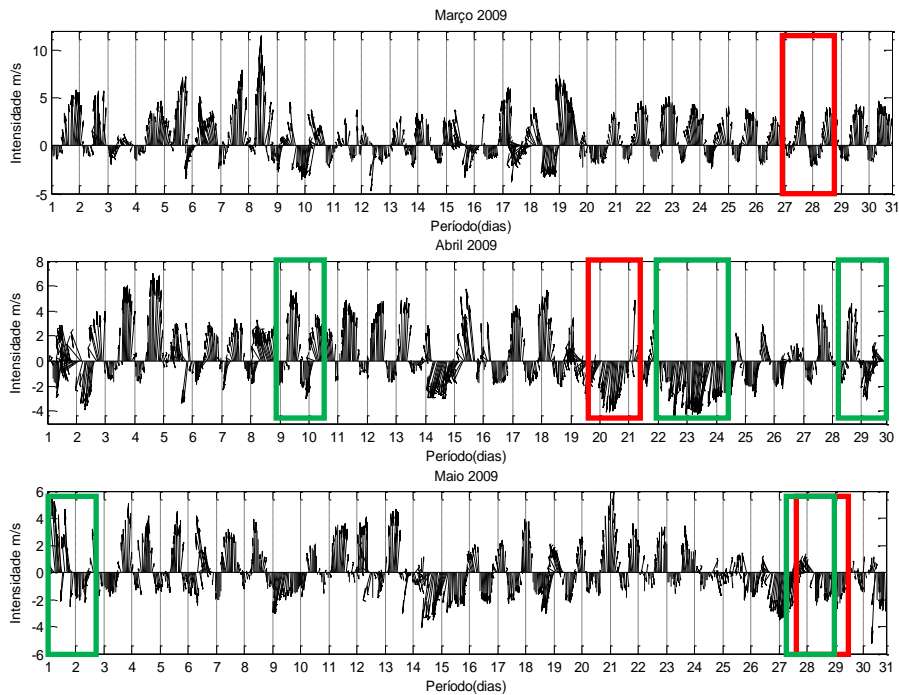 Março 2009
Intensidade m/s
10
5
0
-5
1 2 3 4 5 6 7 8 9 10 11 12 13 14 15 16 17 18 19 20 21 22 23 24 25 26 27 28 29 30 31
Período(dias)
Abril 2009
Intensidade m/s
8
6
4
2
0
-2
-4
1 2 3 4 5 6 7 8 9 10 11 12 13 14 15 16 17 18 19 20 21 22 23 24 25 26 27 28 29 30
Período(dias)
Maio 2009
Intensidade m/s
6
4
2
0
-2
-4
-6
1 2 3 4 5 6 7 8 9 10 11 12 13 14 15 16 17 18 19 20 21 22 23 24 25 26 27 28 29 30 31
Período(dias)